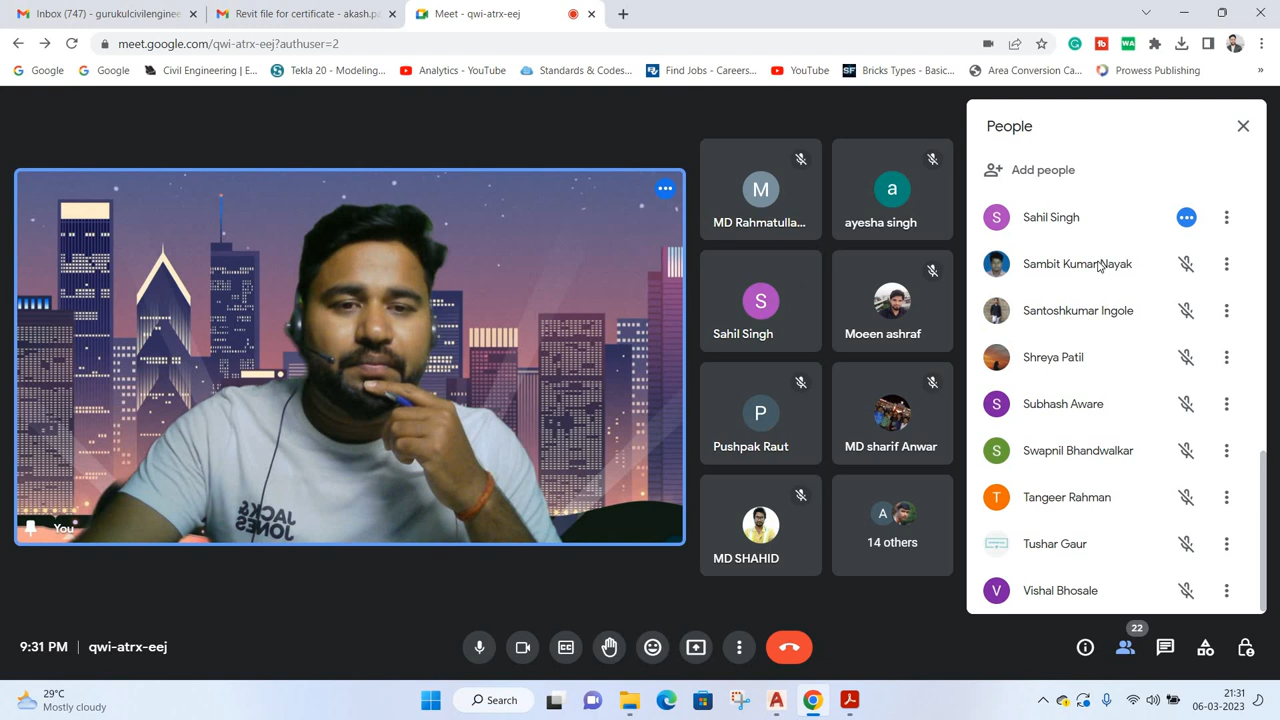 Inbox (747) - gurukulcivilenginee
Revit file for certificate - akash.pa
Meet - qwi-atrx-eej
meet.google.com/qwi-atrx-eej?authuser=2
Google
Google
Civil Engineering | E...
Tekla 20 - Modeling...
Analytics - YouTube
Standards & Codes...
Find Jobs - Careers...
YouTube
SF
Bricks Types - Basic...
Area Conversion Ca...
Prowess Publishing
People
Add people
S
Sahil Singh
Sambit Kumar Nayak
Santoshkumar Ingole
Shreya Patil
S
Subhash Aware
S
Swapnil Bhandwalkar
T
Tangeer Rahman
Tushar Gaur
V
Vishal Bhosale
M
MD Rahmatulla...
a
ayesha singh
S
Sahil Singh
Moeen ashraf
P
Pushpak Raut
MD sharif Anwar
MD SHAHID
A
14 others
JACK
JONES
You
9:31 PM
qwi-atrx-eej
CC
22
29°C
Mostly cloudy
Search
21:31
06-03-2023